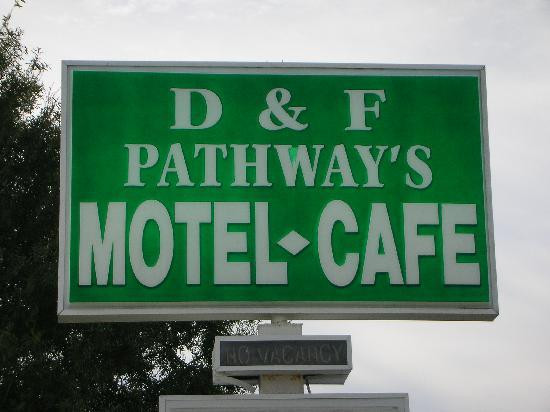 D & F
PATHWAY'S
MOTEL◆CAFE
NO VACANCY